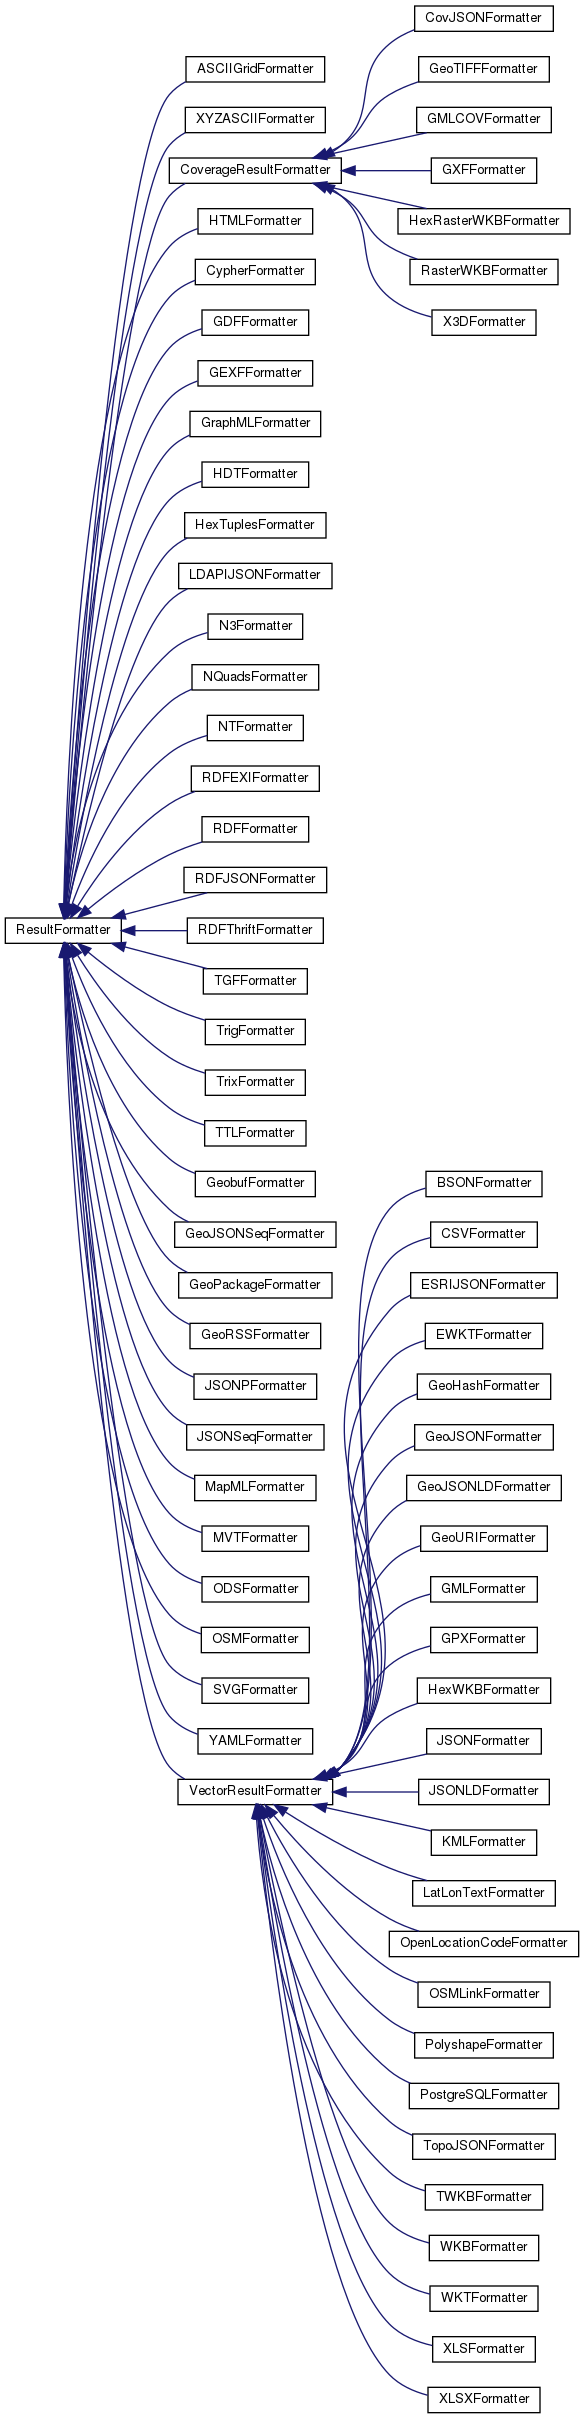 CovJSONFormatter
ASCIIGridFormatter
GeoTIFFFormatter
XYZASCIIFormatter
GMLCOVFormatter
CoverageResultFormatter
GXFFormatter
HTMLFormatter
HexRasterWKBFormatter
CypherFormatter
RasterWKBFormatter
GDFFormatter
X3DFormatter
GEXFFormatter
GraphMLFormatter
HDTFormatter
HexTuplesFormatter
LDAPIJSONFormatter
N3Formatter
NQuadsFormatter
NTFormatter
RDFEXIFormatter
RDFFormatter
RDFJSONFormatter
ResultFormatter
RDFThriftFormatter
TGFFormatter
TrigFormatter
TrixFormatter
TTLFormatter
GeobufFormatter
BSONFormatter
GeoJSONSeqFormatter
CSVFormatter
GeoPackageFormatter
ESRIJSONFormatter
GeoRSSFormatter
EWKTFormatter
JSONPFormatter
GeoHashFormatter
JSONSeqFormatter
GeoJSONFormatter
MapMLFormatter
GeoJSONLDFormatter
MVTFormatter
GeoURIFormatter
ODSFormatter
GMLFormatter
OSMFormatter
GPXFormatter
SVGFormatter
HexWKBFormatter
YAMLFormatter
JSONFormatter
VectorResultFormatter
JSONLDFormatter
KMLFormatter
LatLonTextFormatter
OpenLocationCodeFormatter
OSMLinkFormatter
PolyshapeFormatter
PostgreSQLFormatter
TopoJSONFormatter
TWKBFormatter
WKBFormatter
WKTFormatter
XLSFormatter
XLSXFormatter